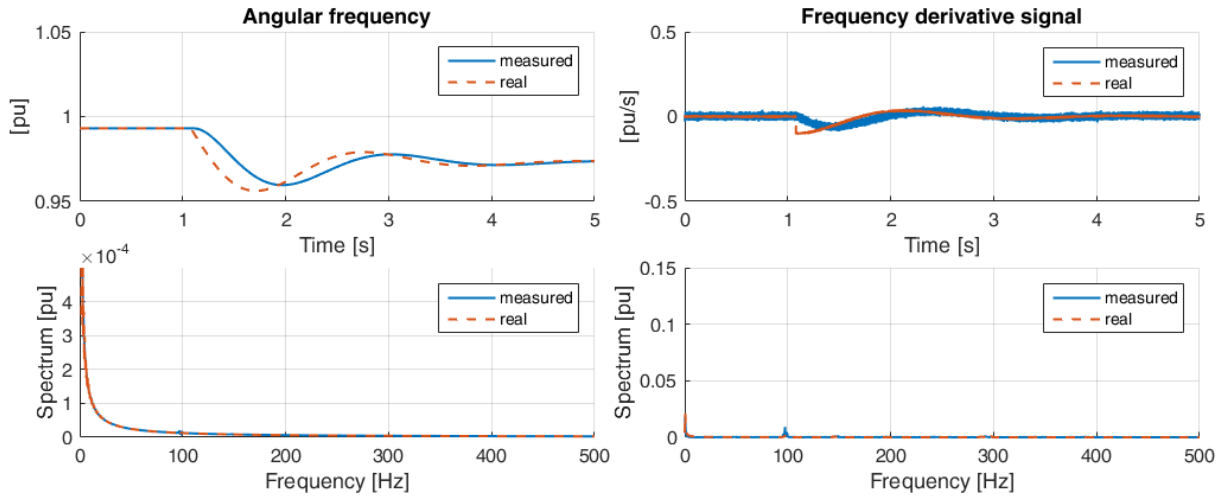 Angular frequency
1.05
1
0.95
[pu]
measured
real
0 1 2 3 4 5
Time [s]
Frequency derivative signal
0.5
0
-0.5
[pu/s]
measured
real
0 1 2 3 4 5
Time [s]
×10-4
4
3
2
1
0
Spectrum [pu]
measured
real
0 100 200 300 400 500
Frequency [Hz]
0.15
0.1
0.05
0
Spectrum [pu]
measured
real
0 100 200 300 400 500
Frequency [Hz]